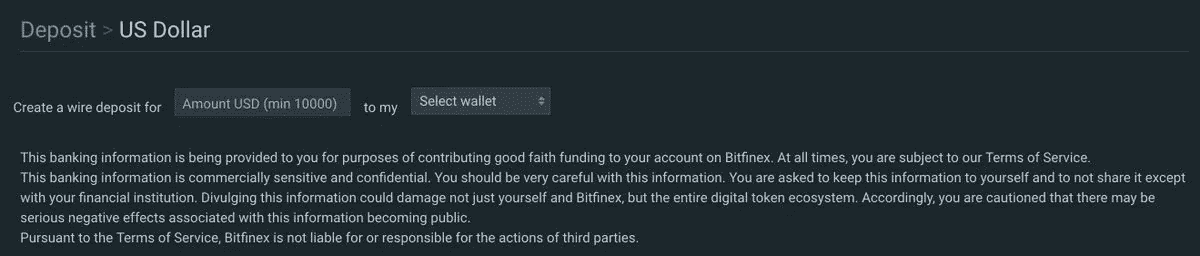 Deposit > US Dollar
Create a wire deposit for Amount USD (min 10000) to my Select wallet
This banking information is being provided to you for purposes of contributing good faith funding to your account on Bitfinex. At all times, you are subject to our Terms of Service.
This banking information is commercially sensitive and confidential. You should be very careful with this information. You are asked to keep this information to yourself and to not share it except
with your financial institution. Divulging this information could damage not just yourself and Bitfinex, but the entire digital token ecosystem. Accordingly, you are cautioned that there may be
serious negative effects associated with this information becoming public.
Pursuant to the Terms of Service, Bitfinex is not liable for or responsible for the actions of third parties.